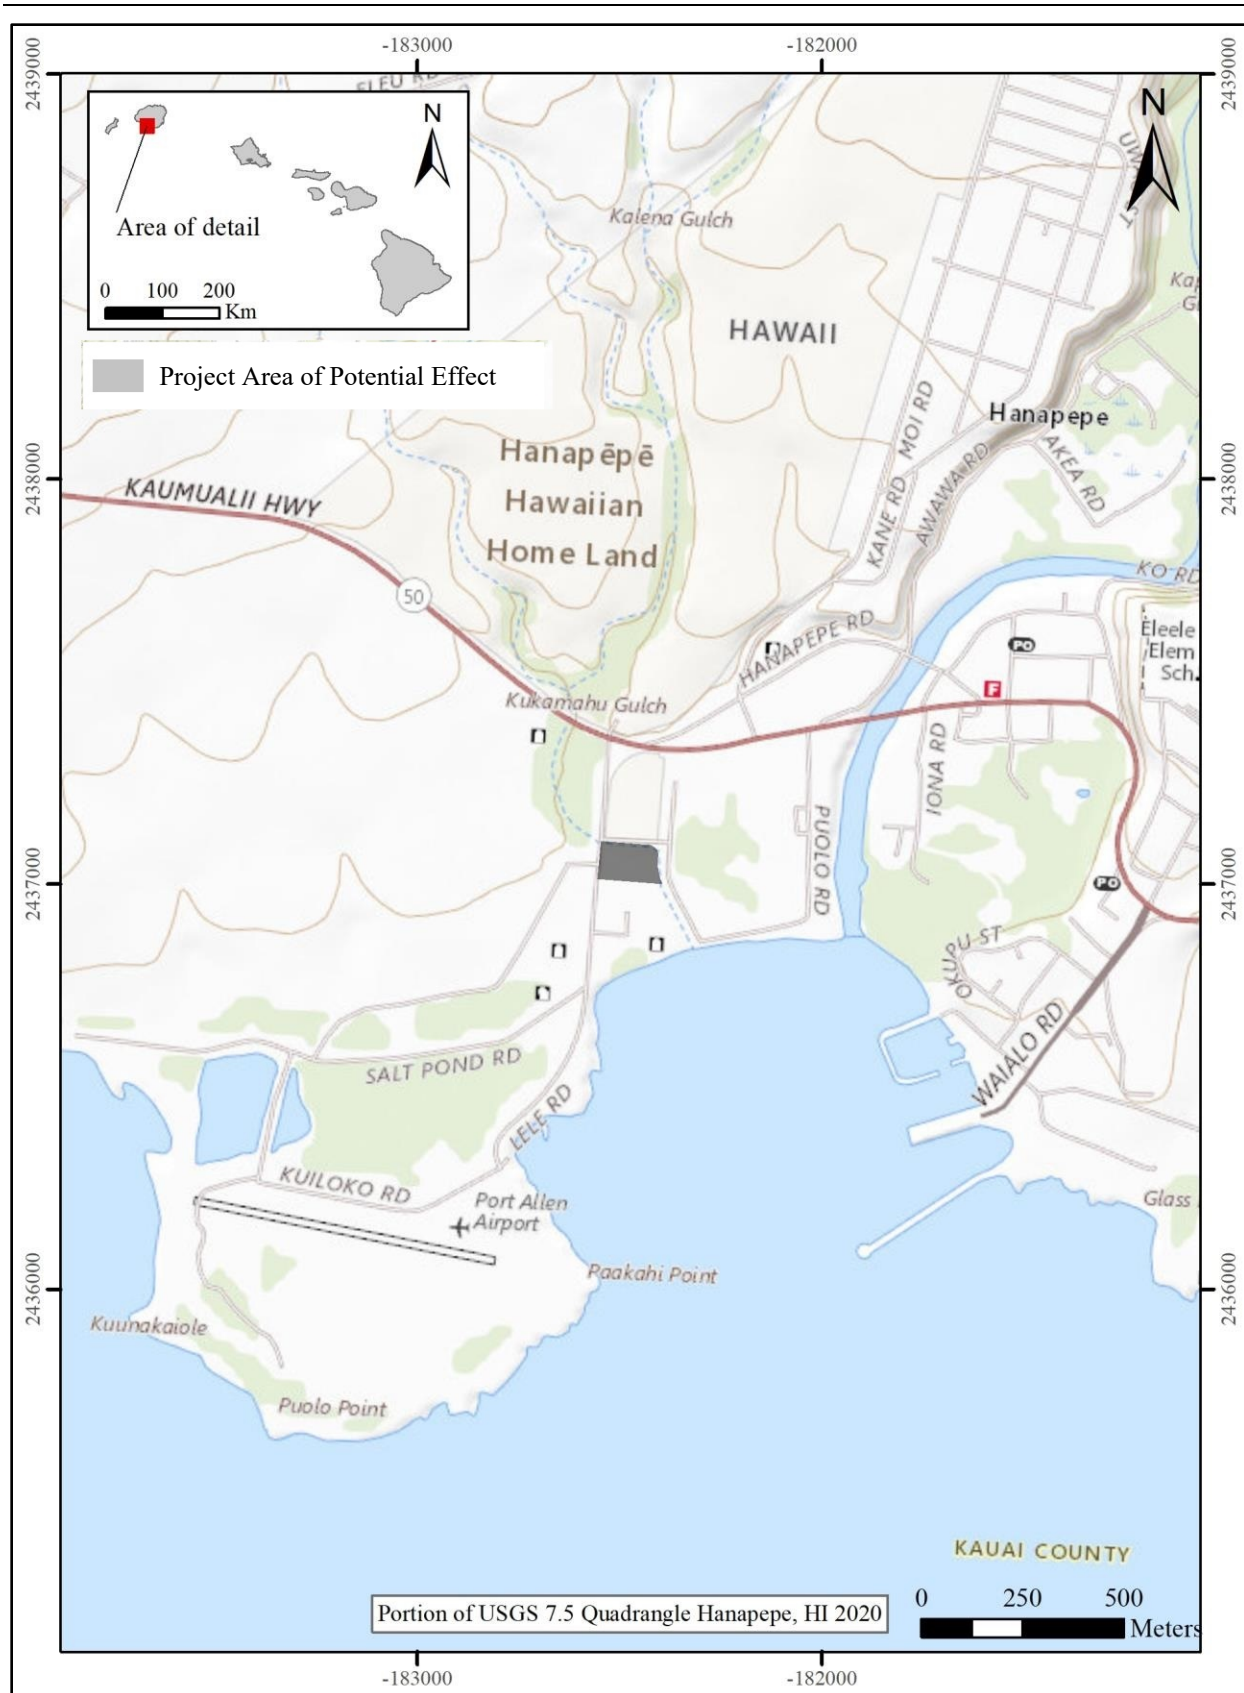 -183000
-182000
2439000
2439000
ELEU RD
N
N
Area of detail
0 100 200
Km
Kalena Gulch
HAWAII
Project Area of Potential Effect
MOI RD
KANE RD
AWAWA RD
Hanapepe
AKEA RD
2438000
2438000
Hanapēpē
Hawaiian
Home Land
KAUMUALII HWY
50
KO RD
Eleele
Elem
Sch.
PO
HANAPEPE RD
F
Kukamahu Gulch
IONA RD
PUOLO RD
2437000
2437000
PO
OKUPU ST
WAIALO RD
SALT POND RD
LELE RD
KUILOKO RD
Port Allen
Airport
Glass
2436000
2436000
Paakahi Point
Kuunakaiole
Puolo Point
KAUAI COUNTY
Portion of USGS 7.5 Quadrangle Hanapepe, HI 2020
0 250 500
Meters
-183000
-182000